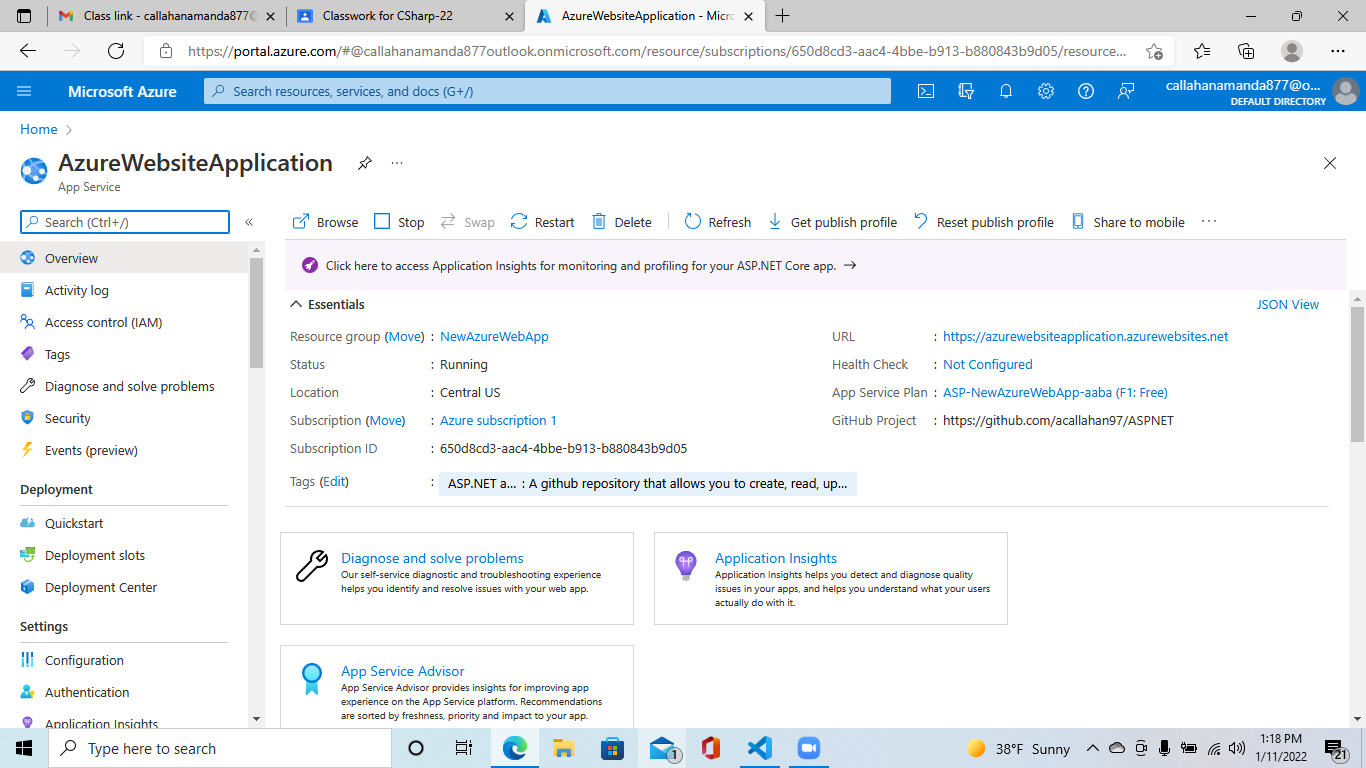 Class link - callahanamanda877@
Classwork for CSharp-22
AzureWebsiteApplication - Micro
https://portal.azure.com/#@callahanamanda877outlook.onmicrosoft.com/resource/subscriptions/650d8cd3-aac4-4bbe-b913-b880843b9d05/resource...
Microsoft Azure
Search resources, services, and docs (G+/)
callahanamanda877@o...
DEFAULT DIRECTORY
Home
AzureWebsiteApplication
App Service
Search (Ctrl+/)
Overview
Activity log
Access control (IAM)
Tags
Diagnose and solve problems
Security
Events (preview)
Deployment
Quickstart
Deployment slots
Deployment Center
Settings
Configuration
Authentication
Application Insights
Browse Stop Swap Restart Delete Refresh Get publish profile Reset publish profile Share to mobile
Click here to access Application Insights for monitoring and profiling for your ASP.NET Core app. →
Essentials
JSON View
Resource group (Move) : NewAzureWebApp
Status : Running
Location : Central US
Subscription (Move) : Azure subscription 1
Subscription ID : 650d8cd3-aac4-4bbe-b913-b880843b9d05
Tags (Edit) : ASP.NET a... : A github repository that allows you to create, read, up...
URL : https://azurewebsiteapplication.azurewebsites.net
Health Check : Not Configured
App Service Plan : ASP-NewAzureWebApp-aaba (F1: Free)
GitHub Project : https://github.com/acallahan97/ASPNET
Diagnose and solve problems
Our self-service diagnostic and troubleshooting experience
helps you identify and resolve issues with your web app.
Application Insights
Application Insights helps you detect and diagnose quality
issues in your apps, and helps you understand what your users
actually do with it.
App Service Advisor
App Service Advisor provides insights for improving app
experience on the App Service platform. Recommendations
are sorted by freshness, priority and impact to your app.
Type here to search
1
38°F Sunny
1:18 PM
1/11/2022
21